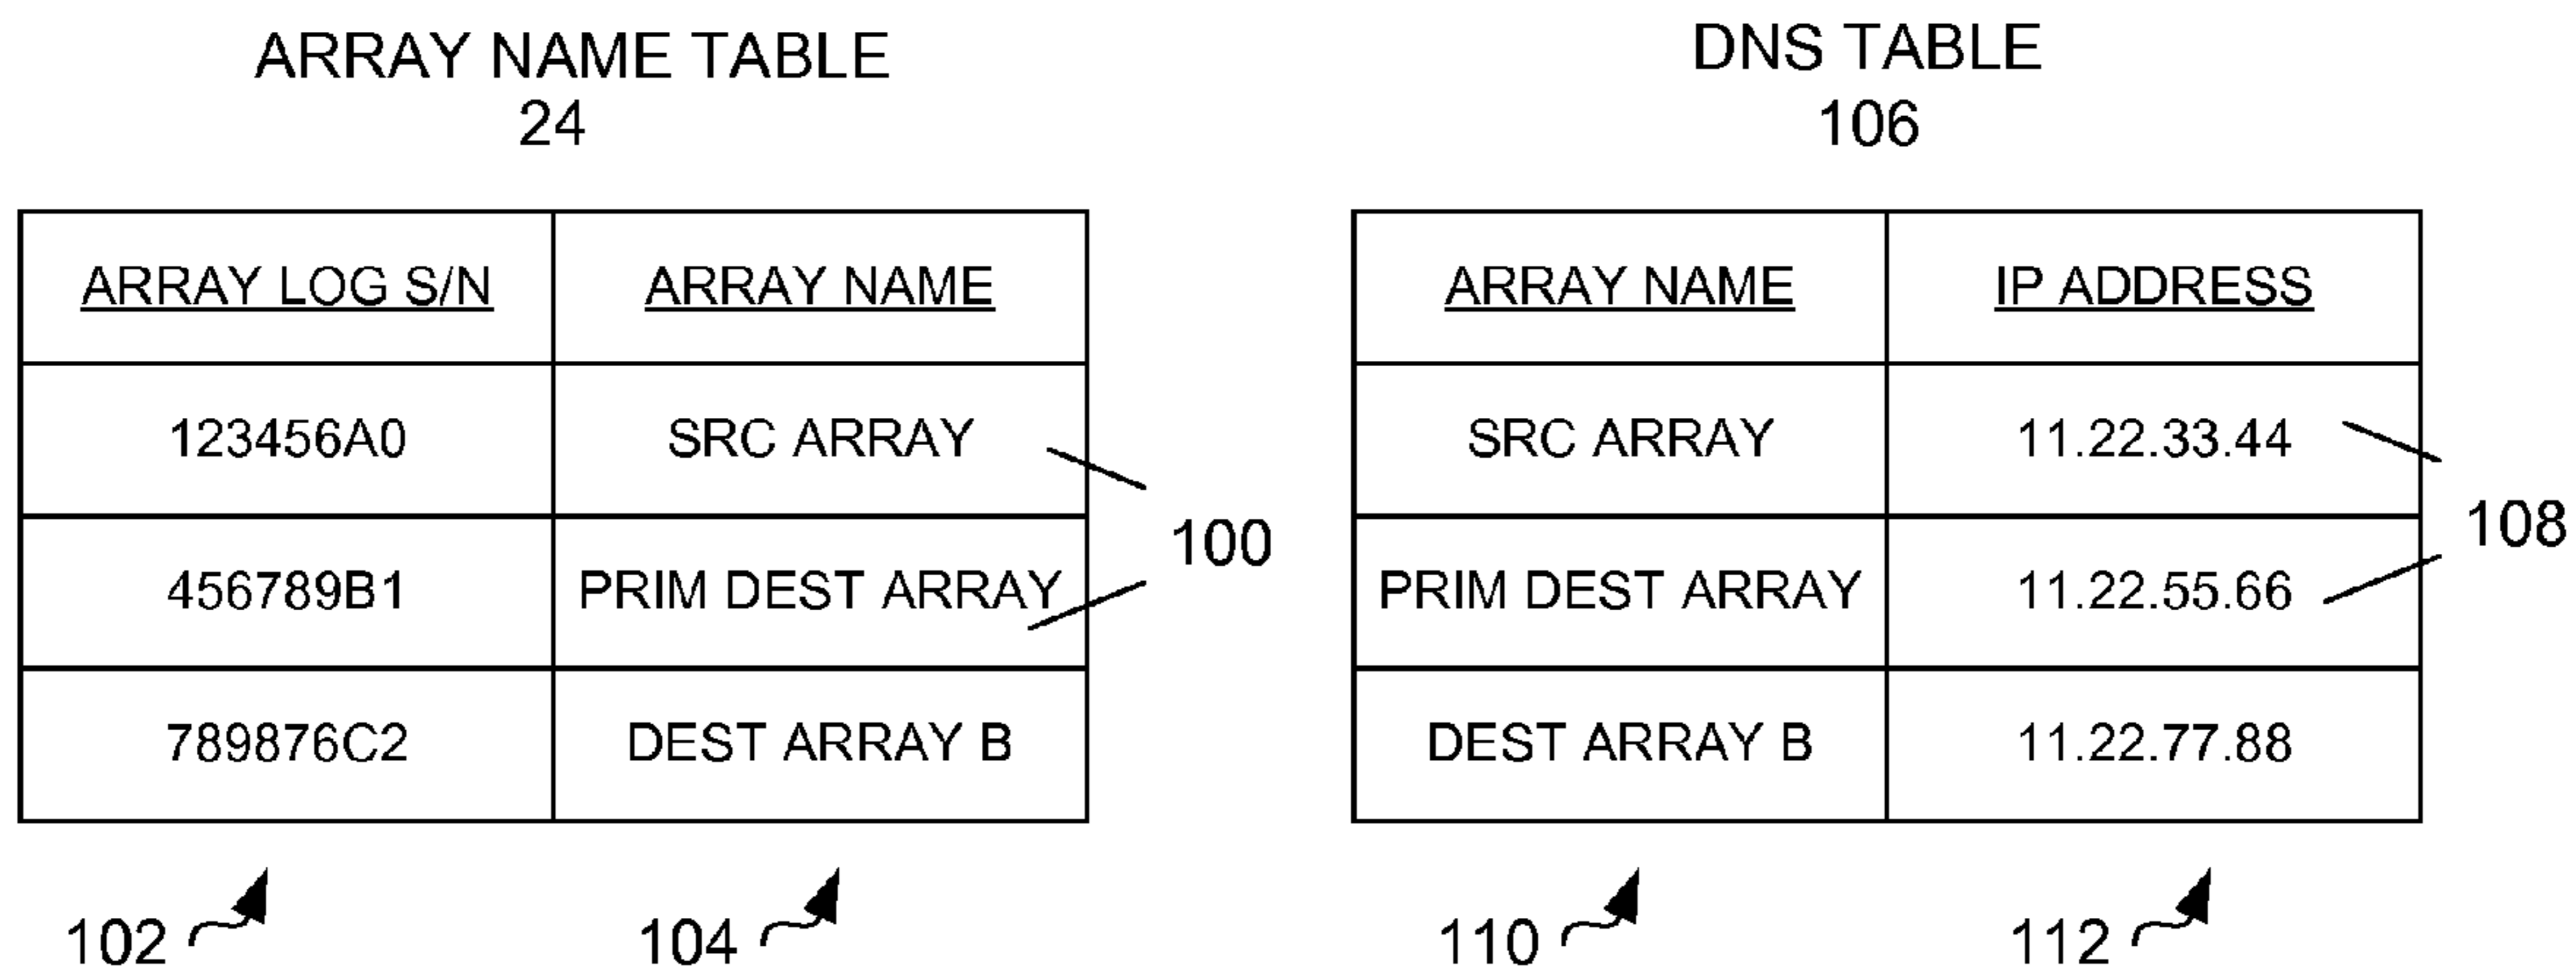 ARRAY NAME TABLE
24
ARRAY LOG S/N ARRAY NAME
123456A0 SRC ARRAY
456789B1 PRIM DEST ARRAY
789876C2 DEST ARRAY B
100
102 104
DNS TABLE
106
ARRAY NAME IP ADDRESS
SRC ARRAY 11.22.33.44
PRIM DEST ARRAY 11.22.55.66
DEST ARRAY B 11.22.77.88
108
110 112